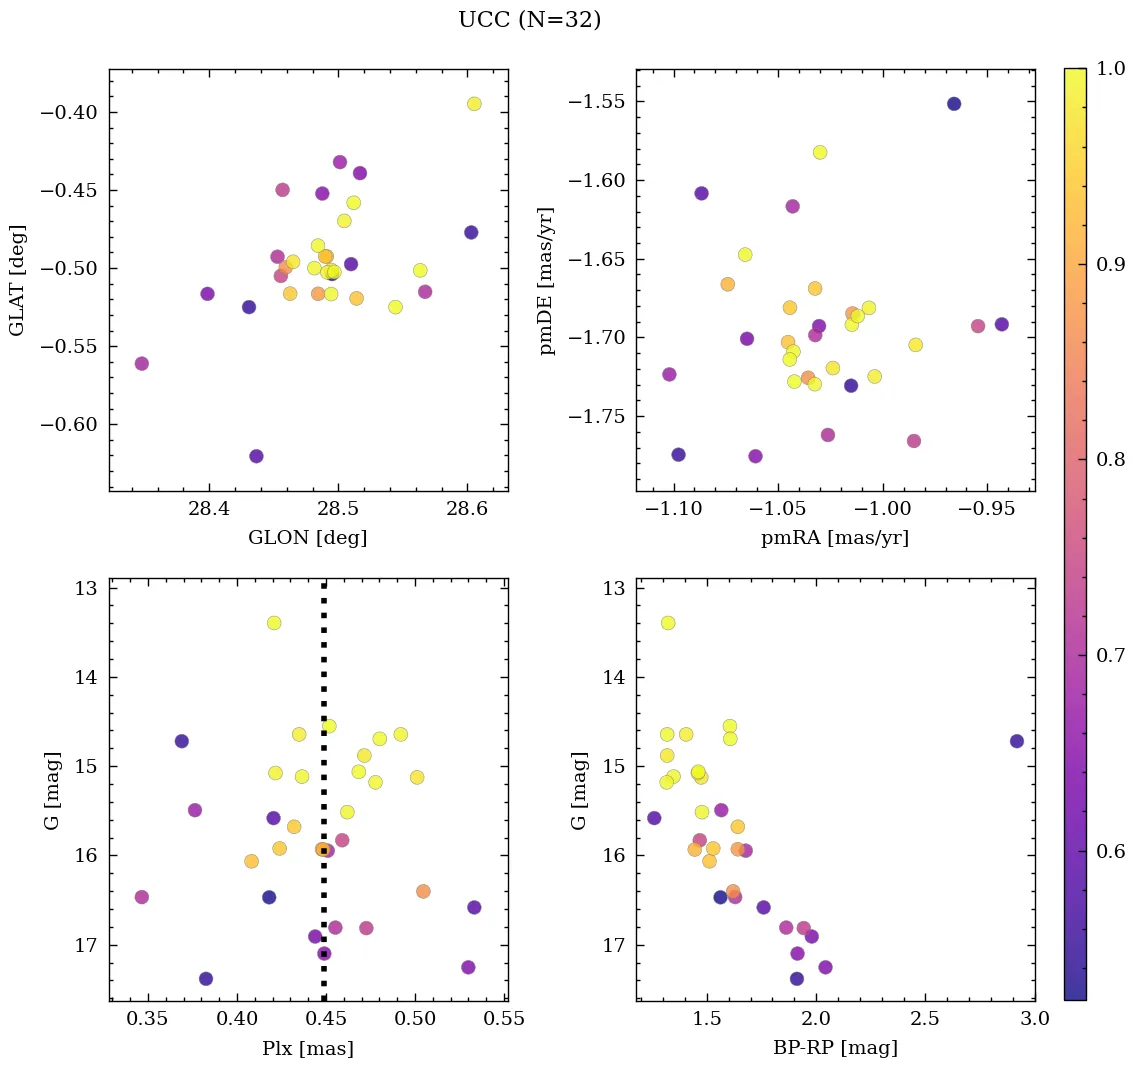 UCC (N=32)
−0.40
−0.45
−0.50
−0.55
−0.60
GLAT [deg]
28.4 28.5 28.6
GLON [deg]
−1.55
−1.60
−1.65
−1.70
−1.75
pmDE [mas/yr]
−1.10 −1.05 −1.00 −0.95
pmRA [mas/yr]
13
14
15
16
17
G [mag]
0.35 0.40 0.45 0.50 0.55
Plx [mas]
13
14
15
16
17
G [mag]
1.5 2.0 2.5 3.0
BP-RP [mag]
1.0
0.9
0.8
0.7
0.6